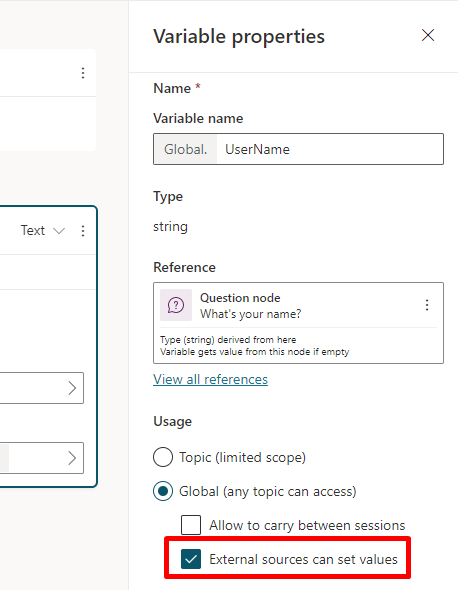 Variable properties
Name *
Variable name
Global. UserName
Type
Text
string
Reference
Question node
What's your name?
Type (string) derived from here
Variable gets value from this node if empty
View all references
Usage
Topic (limited scope)
Global (any topic can access)
Allow to carry between sessions
External sources can set values